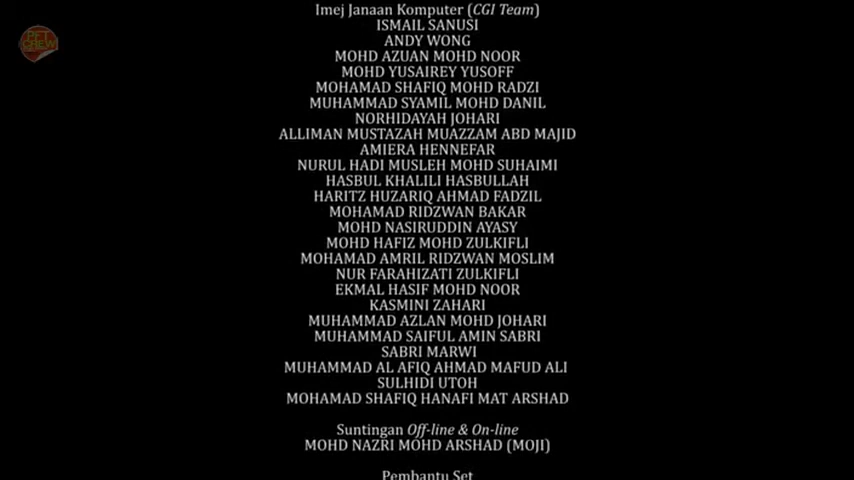 PFT
CREW
Imej Janaan Komputer (CGI Team)
ISMAIL SANUSI
ANDY WONG
MOHD AZUAN MOHD NOOR
MOHD YUSAIREY YUSOFF
MOHAMAD SHAFIQ MOHD RADZI
MUHAMMAD SYAMIL MOHD DANIL
NORHIDAYAH JOHARI
ALLIMAN MUSTAZAH MUAZZAM ABD MAJID
AMIERA HENNEFAR
NURUL HADI MUSLEH MOHD SUHAIMI
HASBUL KHALILI HASBULLAH
HARITZ HUZARIQ AHMAD FADZIL
MOHAMAD RIDZWAN BAKAR
MOHD NASIRUDDIN AYASY
MOHD HAFIZ MOHD ZULKIFLI
MOHAMAD AMRIL RIDZWAN MOSLIM
NUR FARAHIZATI ZULKIFLI
EKMAL HASIF MOHD NOOR
KASMINI ZAHARI
MUHAMMAD AZLAN MOHD JOHARI
MUHAMMAD SAIFUL AMIN SABRI
SABRI MARWI
MUHAMMAD AL AFIQ AHMAD MAFUD ALI
SULHIDI UTOH
MOHAMAD SHAFIQ HANAFI MAT ARSHAD
Suntingan Off-line & On-line
MOHD NAZRI MOHD ARSHAD (MOJI)
Pembantu Set